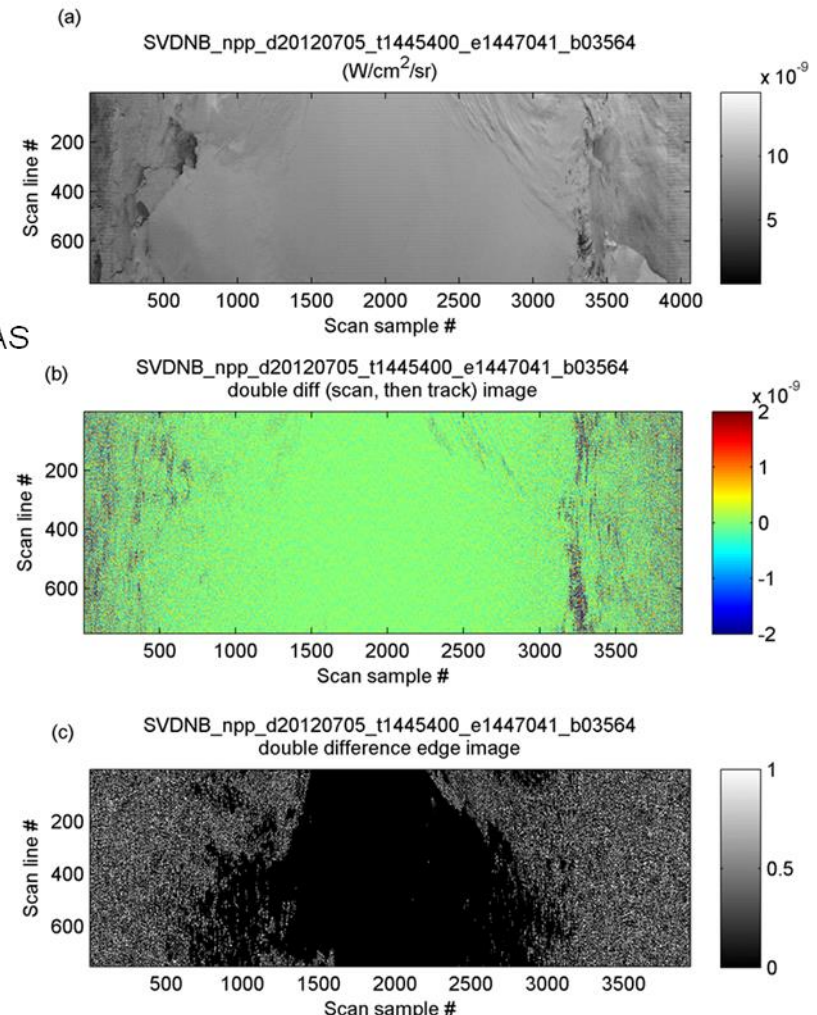 (a)
SVDNB_npp_d20120705_t1445400_e1447041_b03564
(W/cm²/sr)
x 10⁻⁹
Scan line #
200
400
600
10
5
500 1000 1500 2000 2500 3000 3500 4000
Scan sample #
AS
(b)
SVDNB_npp_d20120705_t1445400_e1447041_b03564
double diff (scan, then track) image
x 10⁻⁹
Scan line #
200
400
600
2
1
0
-1
-2
500 1000 1500 2000 2500 3000 3500
Scan sample #
(c)
SVDNB_npp_d20120705_t1445400_e1447041_b03564
double difference edge image
Scan line #
200
400
600
1
0.5
0
500 1000 1500 2000 2500 3000 3500
Scan sample #